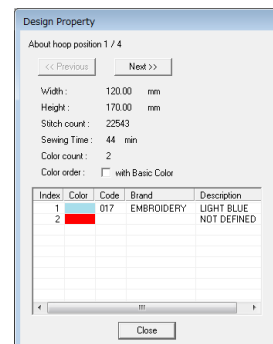 Design Property
About hoop position 1 / 4
<< Previous Next >>
Width : 120.00 mm
Height : 170.00 mm
Stitch count : 22543
Sewing Time : 44 min
Color count : 2
Color order : with Basic Color
Index Color Code Brand Description
1 017 EMBROIDERY LIGHT BLUE
2 NOT DEFINED
Close